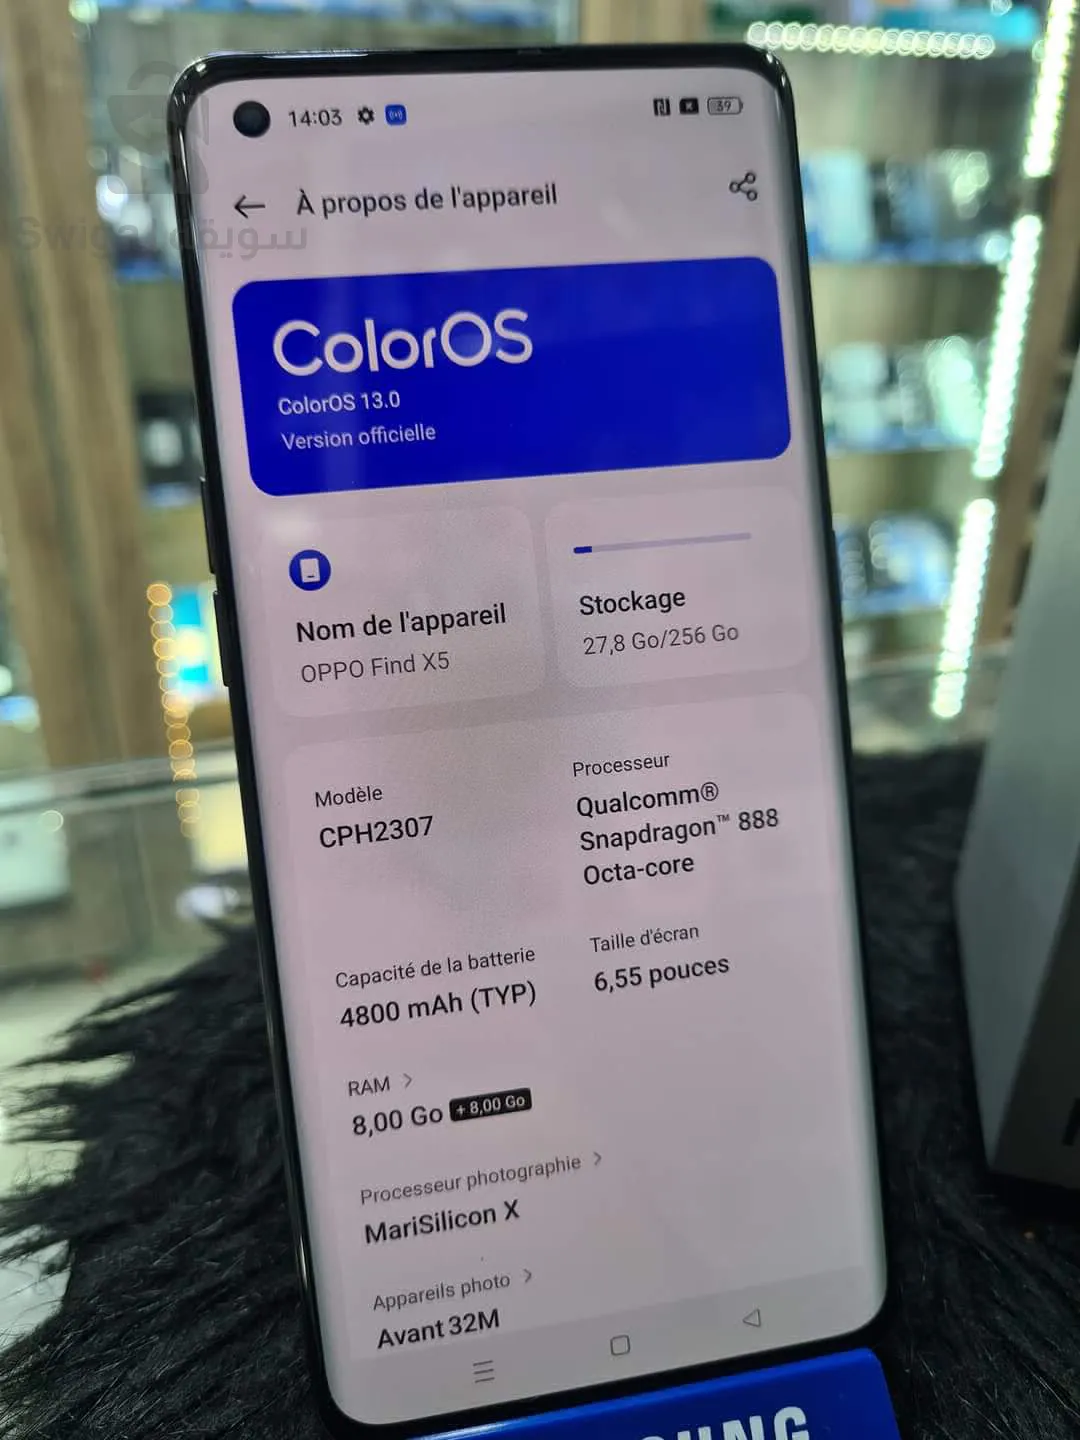 14:03
39
À propos de l'appareil
Swiqaقة سويقة
ColorOS
ColorOS 13.0
Version officielle
Nom de l'appareil
OPPO Find X5
Stockage
27,8 Go/256 Go
Modèle
CPH2307
Processeur
Qualcomm®
Snapdragon™ 888
Octa-core
Capacité de la batterie
4800 mAh (TYP)
Taille d'écran
6,55 pouces
RAM
8,00 Go + 8,00 Go
Processeur photographie
MariSilicon X
Appareils photo
Avant 32M